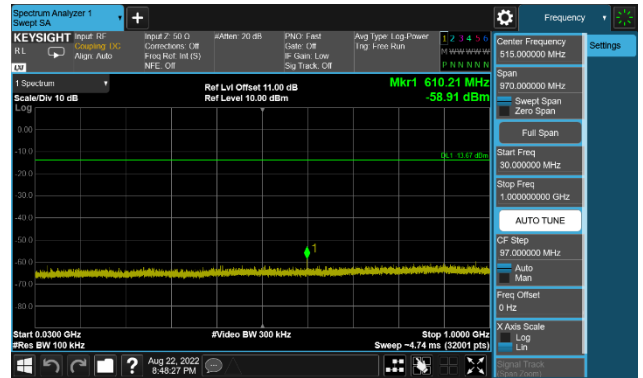 Spectrum Analyzer 1
Swept SA
Frequency
KEYSIGHT
RL
LXI
Input: RF
Coupling: DC
Align: Auto
Input Z: 50 Ω
Corrections: Off
Freq Ref: Int (S)
NFE: Off
#Atten: 20 dB
PNO: Fast
Gate: Off
IF Gain: Low
Sig Track: Off
Avg Type: Log-Power
Trig: Free Run
1 2 3 4 5 6
M W W W W W
P N N N N N
Center Frequency
515.000000 MHz
Settings
1 Spectrum
Scale/Div 10 dB
Log
Ref Lvl Offset 11.00 dB
Ref Level 10.00 dBm
Mkr1 610.21 MHz
-58.91 dBm
Span
970.000000 MHz
Swept Span
Zero Span
Full Span
Start Freq
30.000000 MHz
Stop Freq
1.000000000 GHz
AUTO TUNE
CF Step
97.000000 MHz
Auto
Man
Freq Offset
0 Hz
X Axis Scale
Log
Lin
Signal Track
(Span Zoom)
0.00
-10.0
DL1 -13.67 dBm
-20.0
-30.0
-40.0
-50.0
1
-60.0
-70.0
-80.0
Start 0.0300 GHz
#Res BW 100 kHz
#Video BW 300 kHz
Stop 1.0000 GHz
Sweep ~4.74 ms (32001 pts)
?
Aug 22, 2022
8:48:27 PM